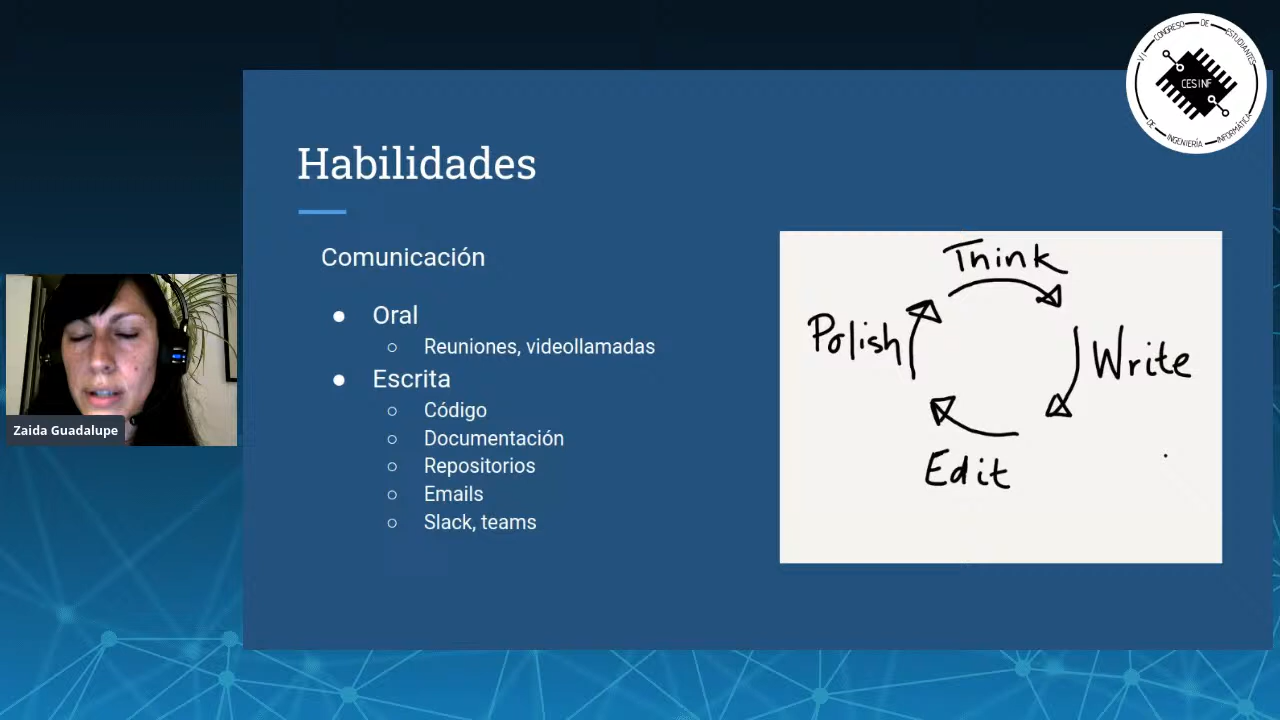 VI CONGRESO DE ESTUDIANTES
CESINF
DE INGENIERÍA INFORMÁTICA
Habilidades
Comunicación
● Oral
○ Reuniones, videollamadas
● Escrita
○ Código
○ Documentación
○ Repositorios
○ Emails
○ Slack, teams
Think
Polish
Write
Edit
Zaida Guadalupe